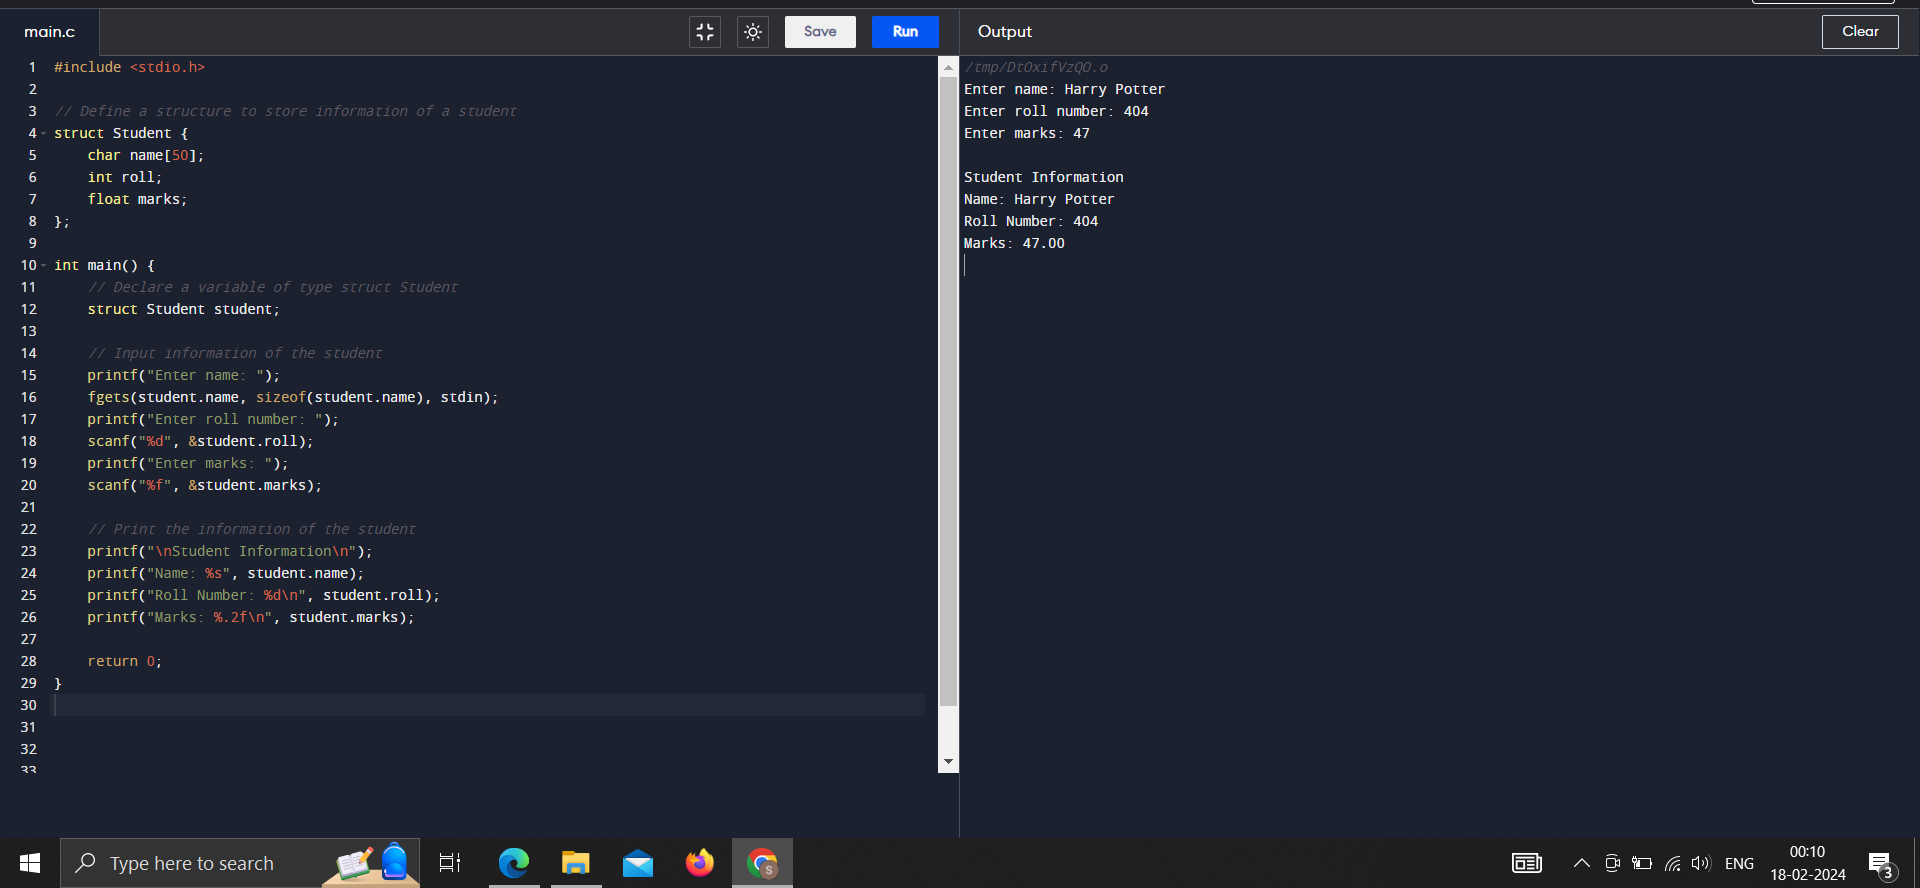 main.c
Save
Run
Output
Clear
1 #include <stdio.h>
2
3 // Define a structure to store information of a student
4 struct Student {
5     char name[50];
6     int roll;
7     float marks;
8 };
9
10 int main() {
11     // Declare a variable of type struct Student
12     struct Student student;
13
14     // Input information of the student
15     printf("Enter name: ");
16     fgets(student.name, sizeof(student.name), stdin);
17     printf("Enter roll number: ");
18     scanf("%d", &student.roll);
19     printf("Enter marks: ");
20     scanf("%f", &student.marks);
21
22     // Print the information of the student
23     printf("\nStudent Information\n");
24     printf("Name: %s", student.name);
25     printf("Roll Number: %d\n", student.roll);
26     printf("Marks: %.2f\n", student.marks);
27
28     return 0;
29 }
30
31
32
33
/tmp/DtOxifVzQO.o
Enter name: Harry Potter
Enter roll number: 404
Enter marks: 47
Student Information
Name: Harry Potter
Roll Number: 404
Marks: 47.00
Type here to search
S
ENG
00:10
18-02-2024
3